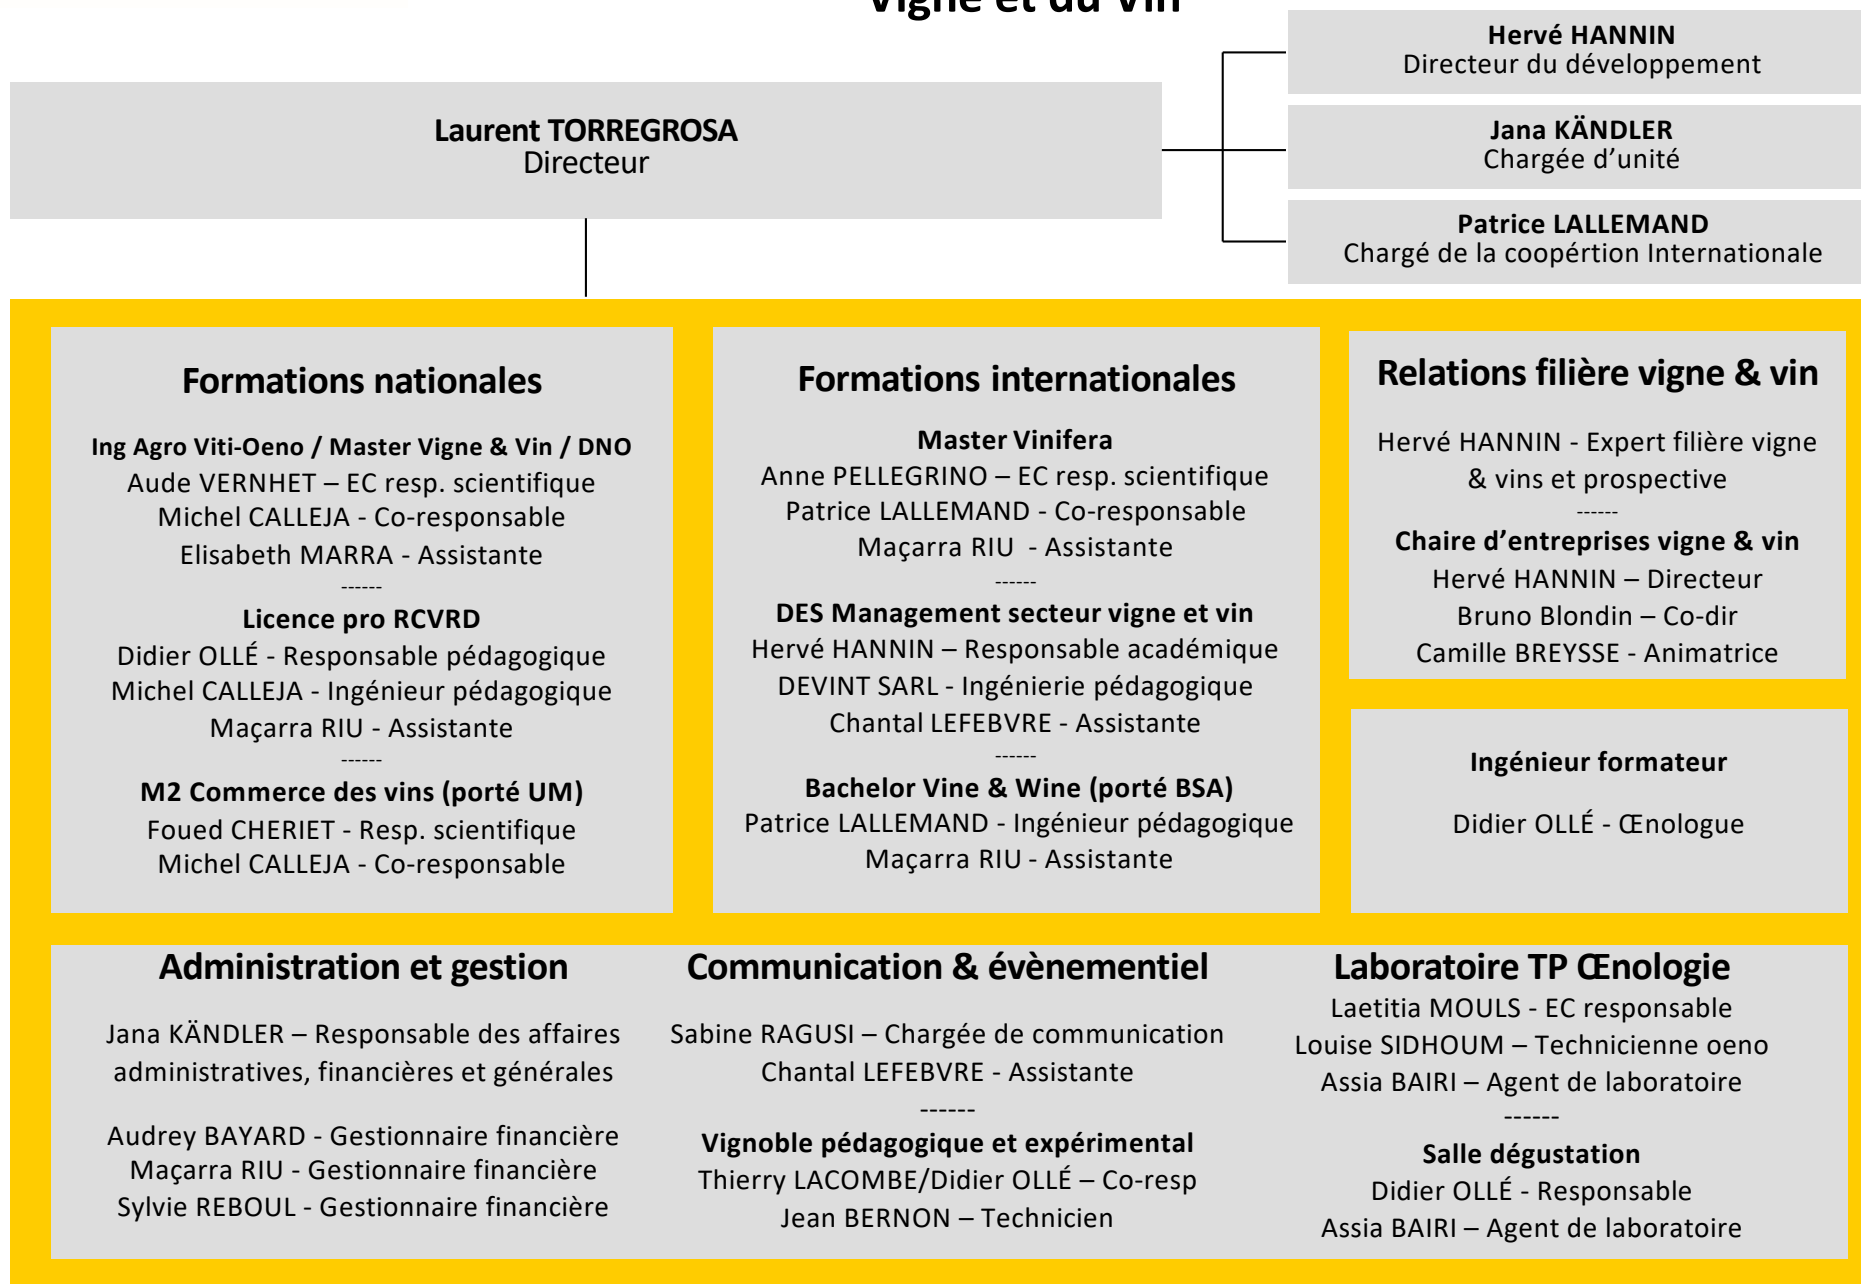 Vigne et du Vin
Hervé HANNIN
Directeur du développement
Laurent TORREGROSA
Directeur
Jana KÄNDLER
Chargée d’unité
Patrice LALLEMAND
Chargé de la coopértion Internationale
Formations nationales
Ing Agro Viti-Oeno / Master Vigne & Vin / DNO
Aude VERNHET – EC resp. scientifique
Michel CALLEJA - Co-responsable
Elisabeth MARRA - Assistante
------
Licence pro RCVRD
Didier OLLÉ - Responsable pédagogique
Michel CALLEJA - Ingénieur pédagogique
Maçarra RIU - Assistante
------
M2 Commerce des vins (porté UM)
Foued CHERIET - Resp. scientifique
Michel CALLEJA - Co-responsable
Formations internationales
Master Vinifera
Anne PELLEGRINO – EC resp. scientifique
Patrice LALLEMAND - Co-responsable
Maçarra RIU - Assistante
------
DES Management secteur vigne et vin
Hervé HANNIN – Responsable académique
DEVINT SARL - Ingénierie pédagogique
Chantal LEFEBVRE - Assistante
------
Bachelor Vine & Wine (porté BSA)
Patrice LALLEMAND - Ingénieur pédagogique
Maçarra RIU - Assistante
Relations filière vigne & vin
Hervé HANNIN - Expert filière vigne
& vins et prospective
------
Chaire d’entreprises vigne & vin
Hervé HANNIN – Directeur
Bruno Blondin – Co-dir
Camille BREYSSE - Animatrice
Ingénieur formateur
Didier OLLÉ - Œnologue
Administration et gestion
Jana KÄNDLER – Responsable des affaires
administratives, financières et générales
Audrey BAYARD - Gestionnaire financière
Maçarra RIU - Gestionnaire financière
Sylvie REBOUL - Gestionnaire financière
Communication & évènementiel
Sabine RAGUSI – Chargée de communication
Chantal LEFEBVRE - Assistante
------
Vignoble pédagogique et expérimental
Thierry LACOMBE/Didier OLLÉ – Co-resp
Jean BERNON – Technicien
Laboratoire TP Œnologie
Laetitia MOULS - EC responsable
Louise SIDHOUM – Technicienne oeno
Assia BAIRI – Agent de laboratoire
------
Salle dégustation
Didier OLLÉ - Responsable
Assia BAIRI – Agent de laboratoire